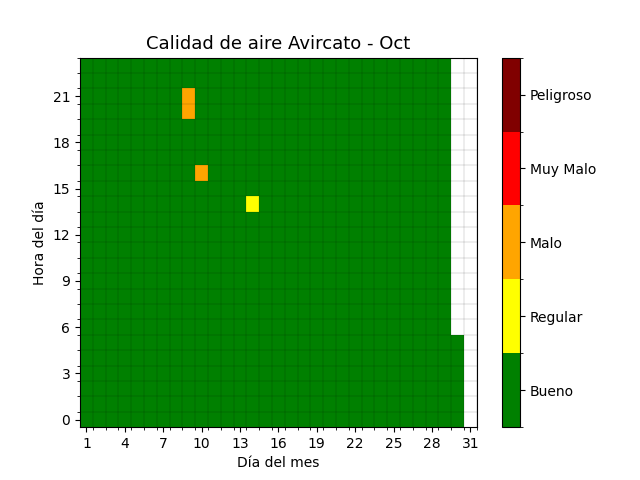 Calidad de aire Avircato - Oct
Hora del día
21
18
15
12
9
6
3
0
1 4 7 10 13 16 19 22 25 28 31
Día del mes
Peligroso
Muy Malo
Malo
Regular
Bueno